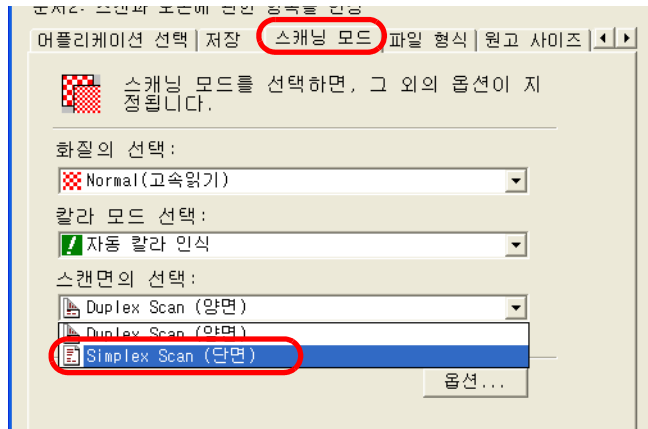 어플리케이션 선택 저장 스캐닝 모드 파일 형식 원고 사이즈
스캐닝 모드를 선택하면, 그 외의 옵션이 지
정됩니다.
화질의 선택:
Normal(고속읽기)
칼라 모드 선택:
자동 칼라 인식
스캔면의 선택:
Duplex Scan (양면)
Duplex Scan (양면)
Simplex Scan (단면)
옵션...